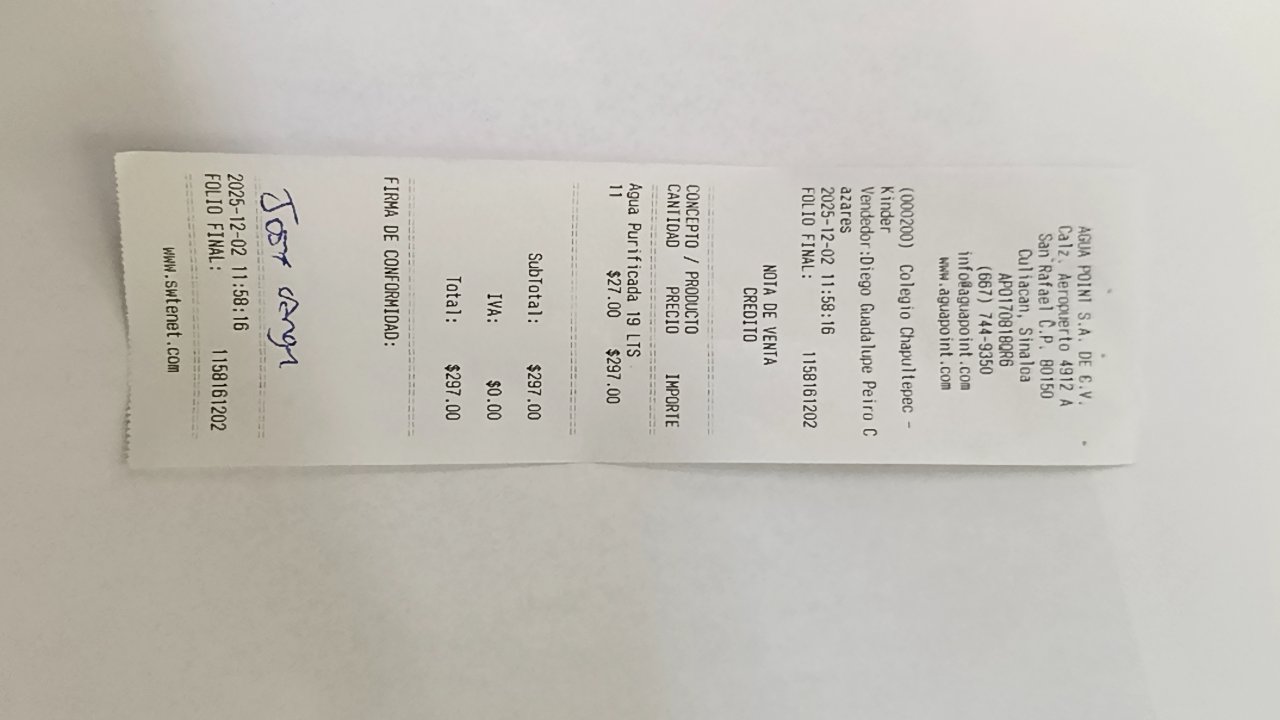 AGUA POINT S.A. DE C.V.
Calz. Aeropuerto 4912 A
San Rafael C.P. 80150
Culiacan, Sinaloa
APO170818QR6
(667) 744-9350
info@aguapoint.com
www.aguapoint.com
(000200) Colegio Chapultepec -
Kinder
Vendedor:Diego Guadalupe Peiro C
azares
2025-12-02 11:58:16
FOLIO FINAL: 1158161202
NOTA DE VENTA
CREDITO
CONCEPTO / PRODUCTO
CANTIDAD PRECIO IMPORTE
Agua Purificada 19 LTS
11 $27.00 $297.00
SubTotal: $297.00
IVA: $0.00
Total: $297.00
FIRMA DE CONFORMIDAD:
2025-12-02 11:58:16
FOLIO FINAL: 1158161202
www.swtenet.com